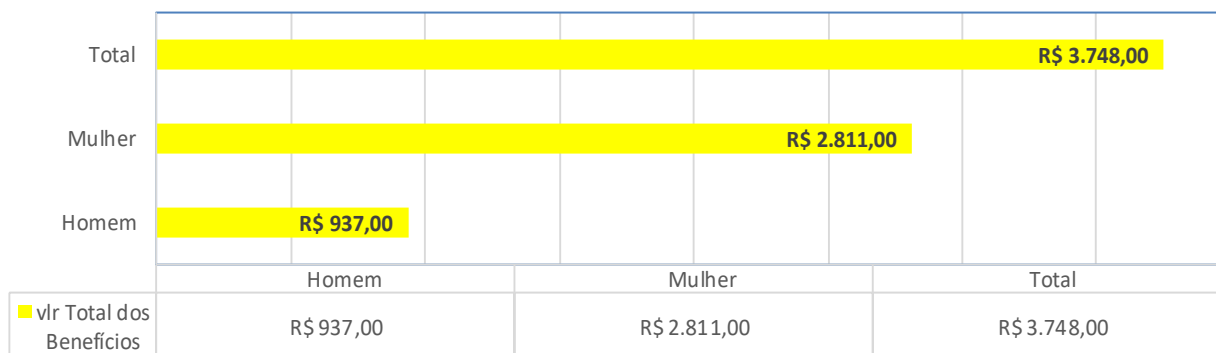 Total
R$ 3.748,00
Mulher
R$ 2.811,00
Homem
R$ 937,00
Homem Mulher Total
vlr Total dos
Benefícios
R$ 937,00 R$ 2.811,00 R$ 3.748,00